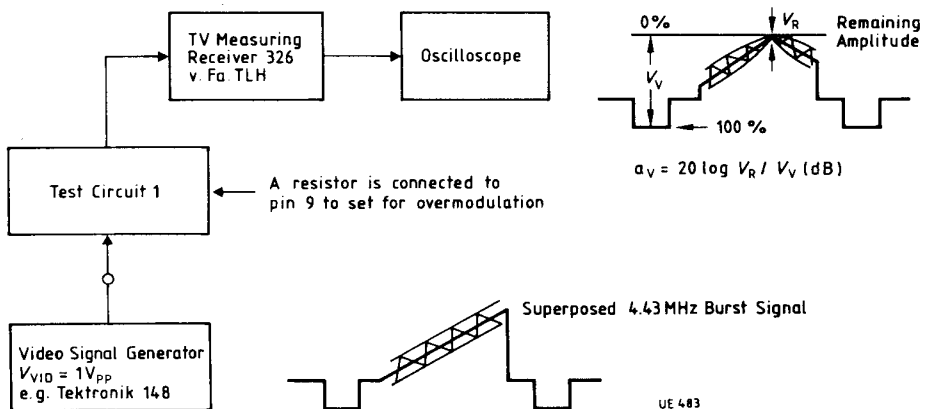 TV Measuring
Receiver 326
v. Fa. TLH
Oscilloscope
0%
V_R
Remaining
Amplitude
V_V
100 %
a_V = 20 log V_R / V_V (dB)
Test Circuit 1
A resistor is connected to
pin 9 to set for overmodulation
Video Signal Generator
V_VID = 1V_PP
e.g. Tektronik 148
Superposed 4.43 MHz Burst Signal
UE 483